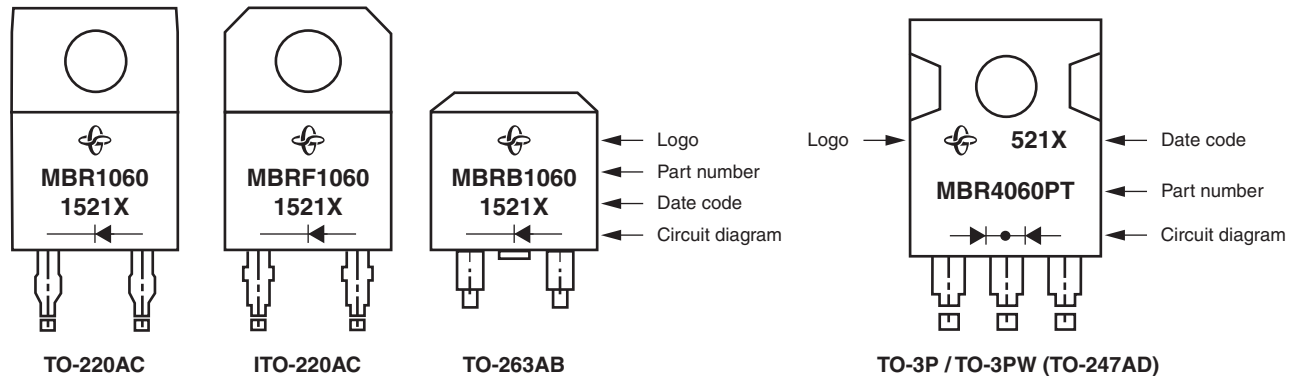 MBR1060
1521X
TO-220AC
MBRF1060
1521X
ITO-220AC
MBRB1060
1521X
TO-263AB
Logo
Part number
Date code
Circuit diagram
Logo
521X
MBR4060PT
Date code
Part number
Circuit diagram
TO-3P / TO-3PW (TO-247AD)